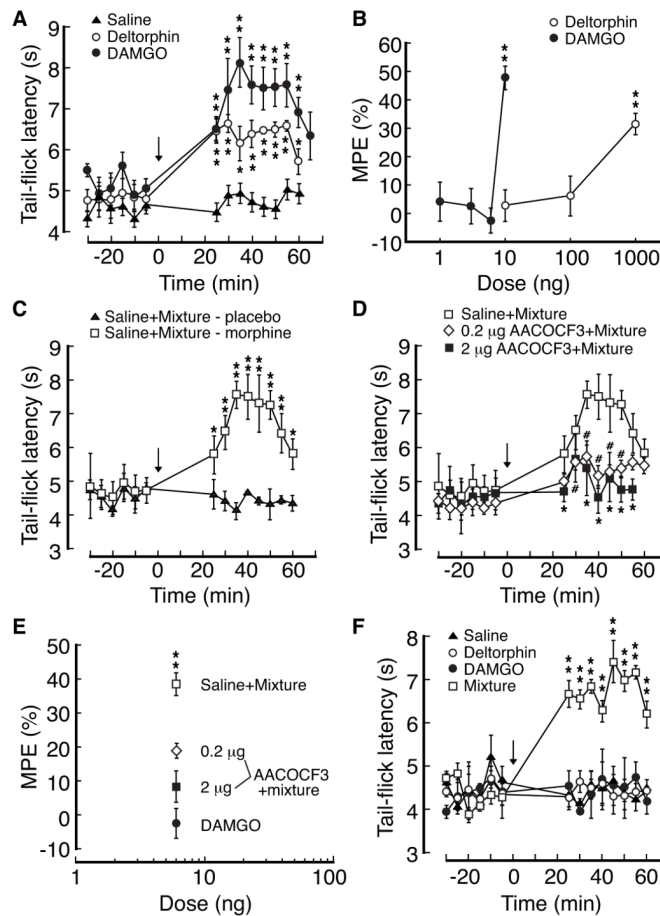 A
Saline
Deltorphin
DAMGO
Tail-flick latency (s)
9
8
7
6
5
4
-20 0 20 40 60
Time (min)
** ** ** ** ** ** ** **
** ** ** ** ** ** **
B
Deltorphin
DAMGO
MPE (%)
60
50
40
30
20
10
0
-10
1 10 100 1000
Dose (ng)
**
**
C
Saline+Mixture - placebo
Saline+Mixture - morphine
Tail-flick latency (s)
9
8
7
6
5
4
3
-20 0 20 40 60
Time (min)
* ** ** ** ** ** ** *
D
Saline+Mixture
0.2 µg AACOCF3+Mixture
2 µg AACOCF3+Mixture
Tail-flick latency (s)
9
8
7
6
5
4
3
-20 0 20 40 60
Time (min)
# # # # #
* * * * * *
E
MPE (%)
50
40
30
20
10
0
-10
1 10 100
Dose (ng)
**
Saline+Mixture
0.2 µg
2 µg
AACOCF3
+mixture
DAMGO
F
Saline
Deltorphin
DAMGO
Mixture
Tail-flick latency (s)
8
7
6
5
4
3
-20 0 20 40 60
Time (min)
** ** ** ** ** ** ** **